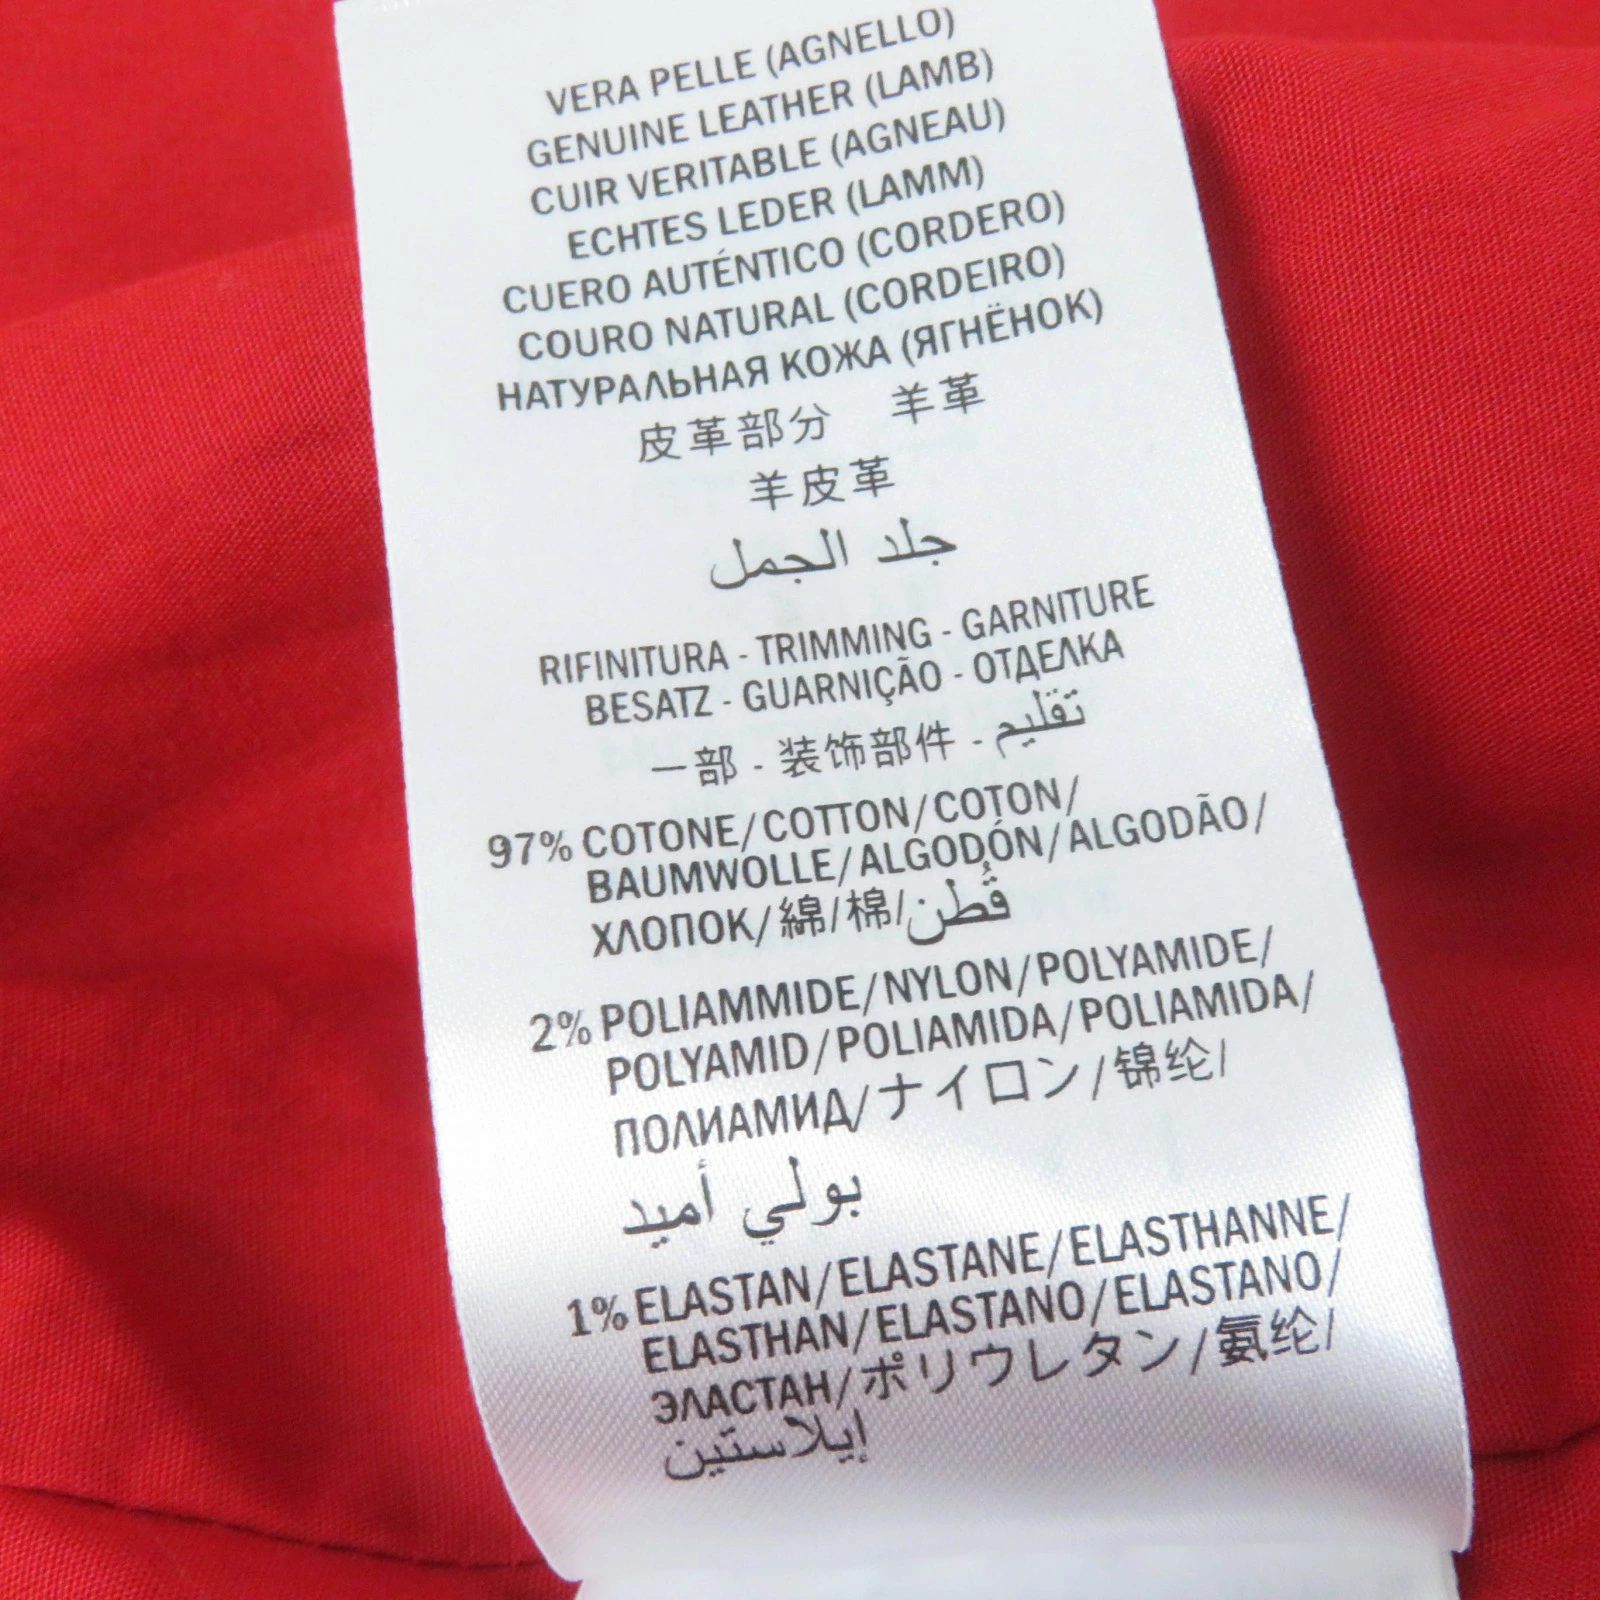 VERA PELLE (AGNELLO)
GENUINE LEATHER (LAMB)
CUIR VERITABLE (AGNEAU)
ECHTES LEDER (LAMM)
CUERO AUTÉNTICO (CORDERO)
COURO NATURAL (CORDEIRO)
НАТУРАЛЬНАЯ КОЖА (ЯГНЁНОК)
皮革部分 羊革
羊皮革
جلد الجمل
RIFINITURA - TRIMMING - GARNITURE
BESATZ - GUARNIÇÃO - ОТДЕЛКА
一部 - 装饰部件 - تقليم
97% COTONE/COTTON/COTON/
BAUMWOLLE/ALGODÓN/ALGODÃO/
ХЛОПОК/綿/棉/قُطن
2% POLIAMMIDE/NYLON/POLYAMIDE/
POLYAMID/POLIAMIDA/POLIAMIDA/
ПОЛИАМИД/ナイロン/锦纶/
بولي أميد
1% ELASTAN/ELASTANE/ELASTHANNE/
ELASTHAN/ELASTANO/ELASTANO/
ЭЛАСТАН/ポリウレタン/氨纶/
إيلاستين